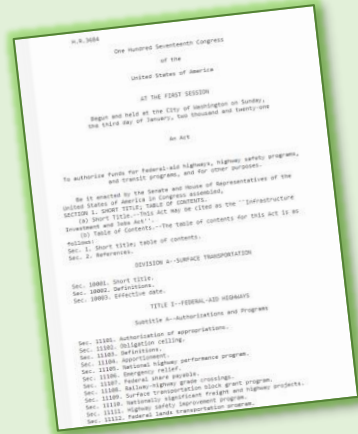 H.R.3684
One Hundred Seventeenth Congress
of the
United States of America
AT THE FIRST SESSION
Begun and held at the City of Washington on Sunday,
the third day of January, two thousand and twenty-one
An Act
To authorize funds for Federal-aid highways, highway safety programs,
and transit programs, and for other purposes.
Be it enacted by the Senate and House of Representatives of the
United States of America in Congress assembled,
SECTION 1. SHORT TITLE; TABLE OF CONTENTS.
(a) Short Title.--This Act may be cited as the ``Infrastructure
Investment and Jobs Act''.
(b) Table of Contents.--The table of contents for this Act is as
follows:
Sec. 1. Short title; table of contents.
Sec. 2. References.
DIVISION A--SURFACE TRANSPORTATION
Sec. 10001. Short title.
Sec. 10002. Definitions.
Sec. 10003. Effective date.
TITLE I--FEDERAL-AID HIGHWAYS
Subtitle A--Authorizations and Programs
Sec. 11101. Authorization of appropriations.
Sec. 11102. Obligation ceiling.
Sec. 11103. Definitions.
Sec. 11104. Apportionment.
Sec. 11105. National highway performance program.
Sec. 11106. Emergency relief.
Sec. 11107. Federal share payable.
Sec. 11108. Railway-highway grade crossings.
Sec. 11109. Surface transportation block grant program.
Sec. 11110. Nationally significant freight and highway projects.
Sec. 11111. Highway safety improvement program.
Sec. 11112. Federal lands transportation program.